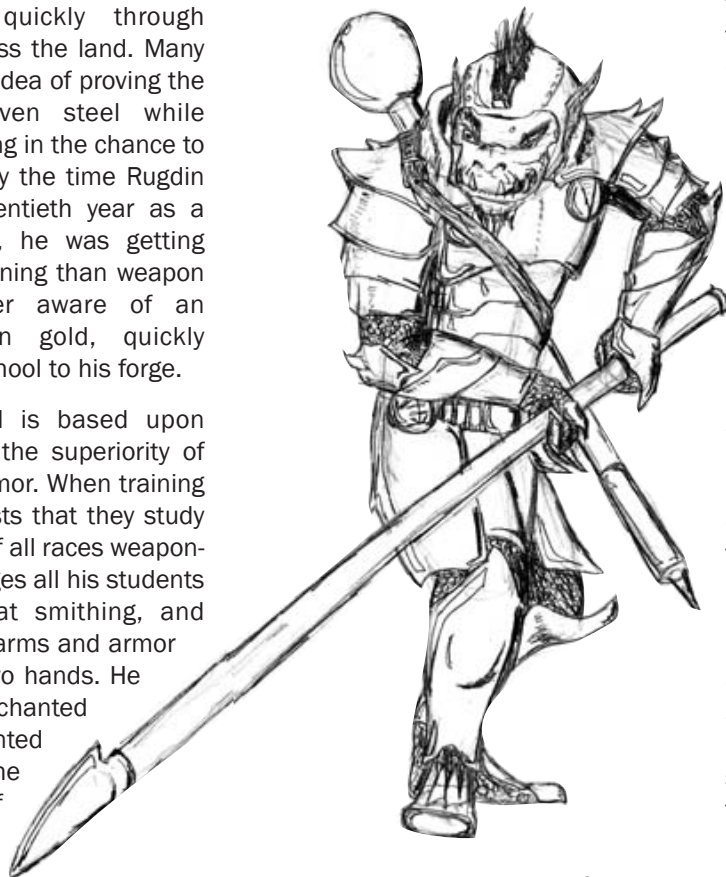 quickly through
ss the land. Many
dea of proving the
ven steel while
ng in the chance to
y the time Rugdin
entieth year as a
, he was getting
ning than weapon
er aware of an
n gold, quickly
hool to his forge.
l is based upon
the superiority of
mor. When training
sts that they study
f all races weapon-
ges all his students
at smithing, and
arms and armor
o hands. He
chanted
nted
ne
f